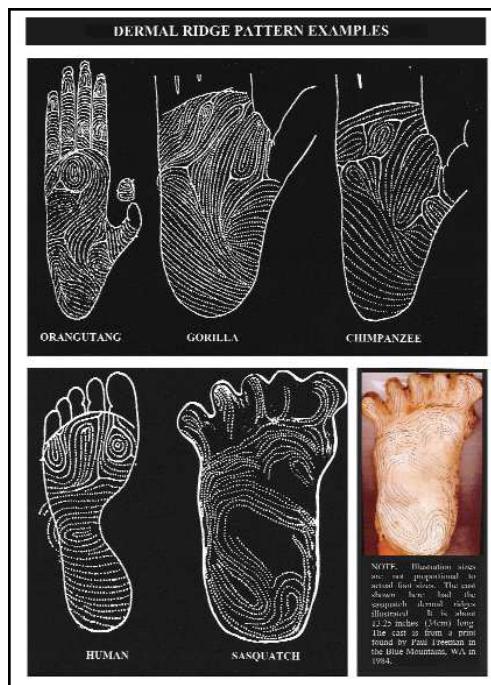 DERMAL RIDGE PATTERN EXAMPLES
ORANGUTANG
GORILLA
CHIMPANZEE
HUMAN
SASQUATCH
NOTE. Illustration sizes
are not proportional to
actual foot sizes. The cast
shown here had the
sasquatch dermal ridges
illustrated. It is about
13.25 inches (34cm) long.
The cast is from a print
found by Paul Freeman in
the Blue Mountains, WA in
1984.